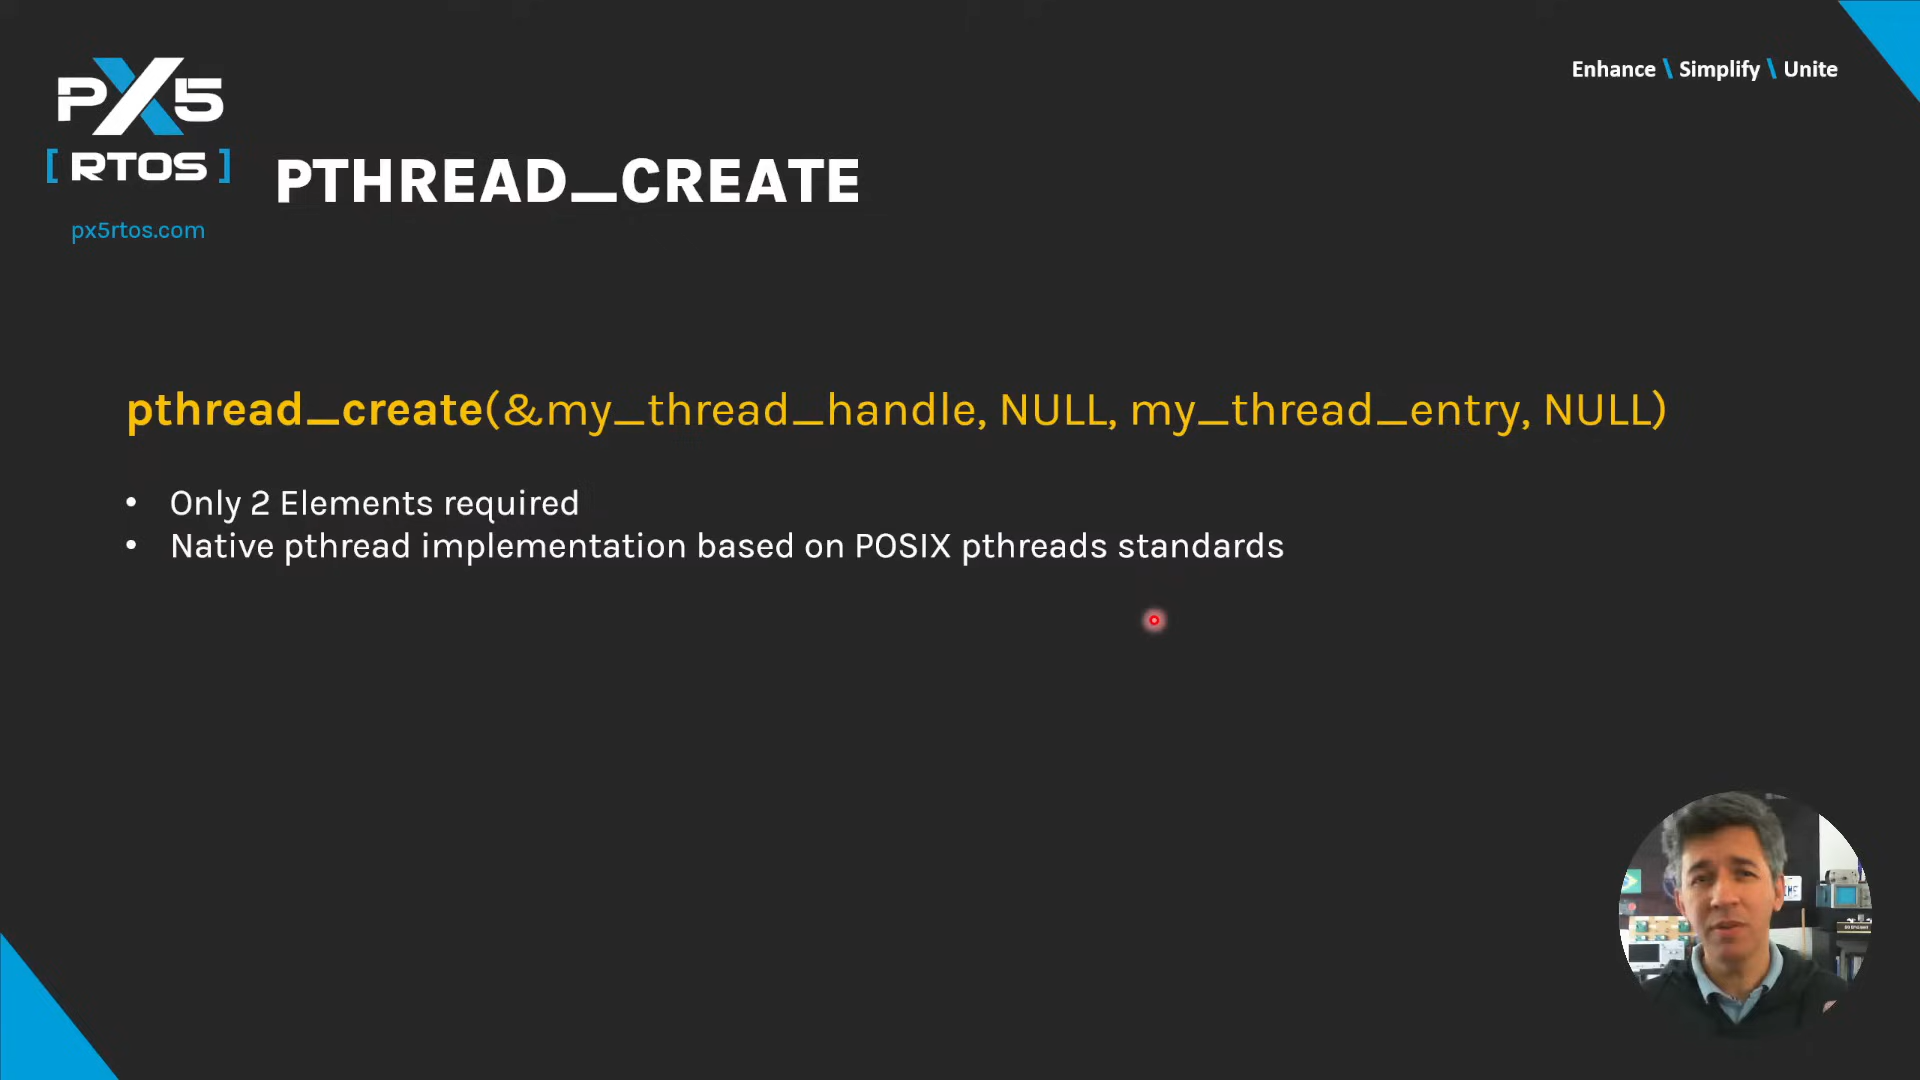 PX5
[ RTOS ]
px5rtos.com
Enhance \ Simplify \ Unite
PTHREAD_CREATE
pthread_create(&my_thread_handle, NULL, my_thread_entry, NULL)
• Only 2 Elements required
• Native pthread implementation based on POSIX pthreads standards